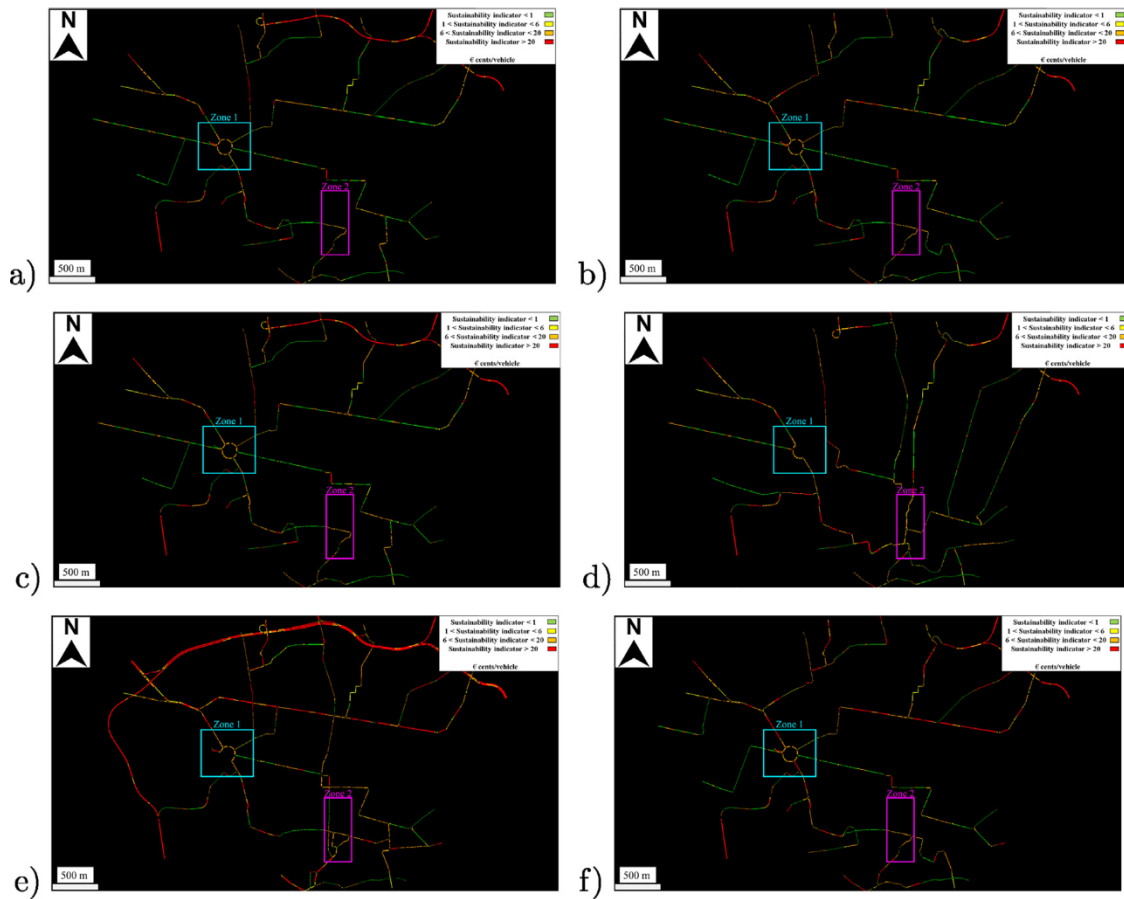 N
Sustainability indicator < 1
1 < Sustainability indicator < 6
6 < Sustainability indicator < 20
Sustainability indicator > 20
€ cents/vehicle
Zone 1
Zone 2
500 m
a)
N
Sustainability indicator < 1
1 < Sustainability indicator < 6
6 < Sustainability indicator < 20
Sustainability indicator > 20
€ cents/vehicle
Zone 1
Zone 2
500 m
b)
N
Sustainability indicator < 1
1 < Sustainability indicator < 6
6 < Sustainability indicator < 20
Sustainability indicator > 20
€ cents/vehicle
Zone 1
Zone 2
500 m
c)
N
Sustainability indicator < 1
1 < Sustainability indicator < 6
6 < Sustainability indicator < 20
Sustainability indicator > 20
€ cents/vehicle
Zone 1
Zone 2
500 m
d)
N
Sustainability indicator < 1
1 < Sustainability indicator < 6
6 < Sustainability indicator < 20
Sustainability indicator > 20
€ cents/vehicle
Zone 1
Zone 2
500 m
e)
N
Sustainability indicator < 1
1 < Sustainability indicator < 6
6 < Sustainability indicator < 20
Sustainability indicator > 20
€ cents/vehicle
Zone 1
Zone 2
500 m
f)